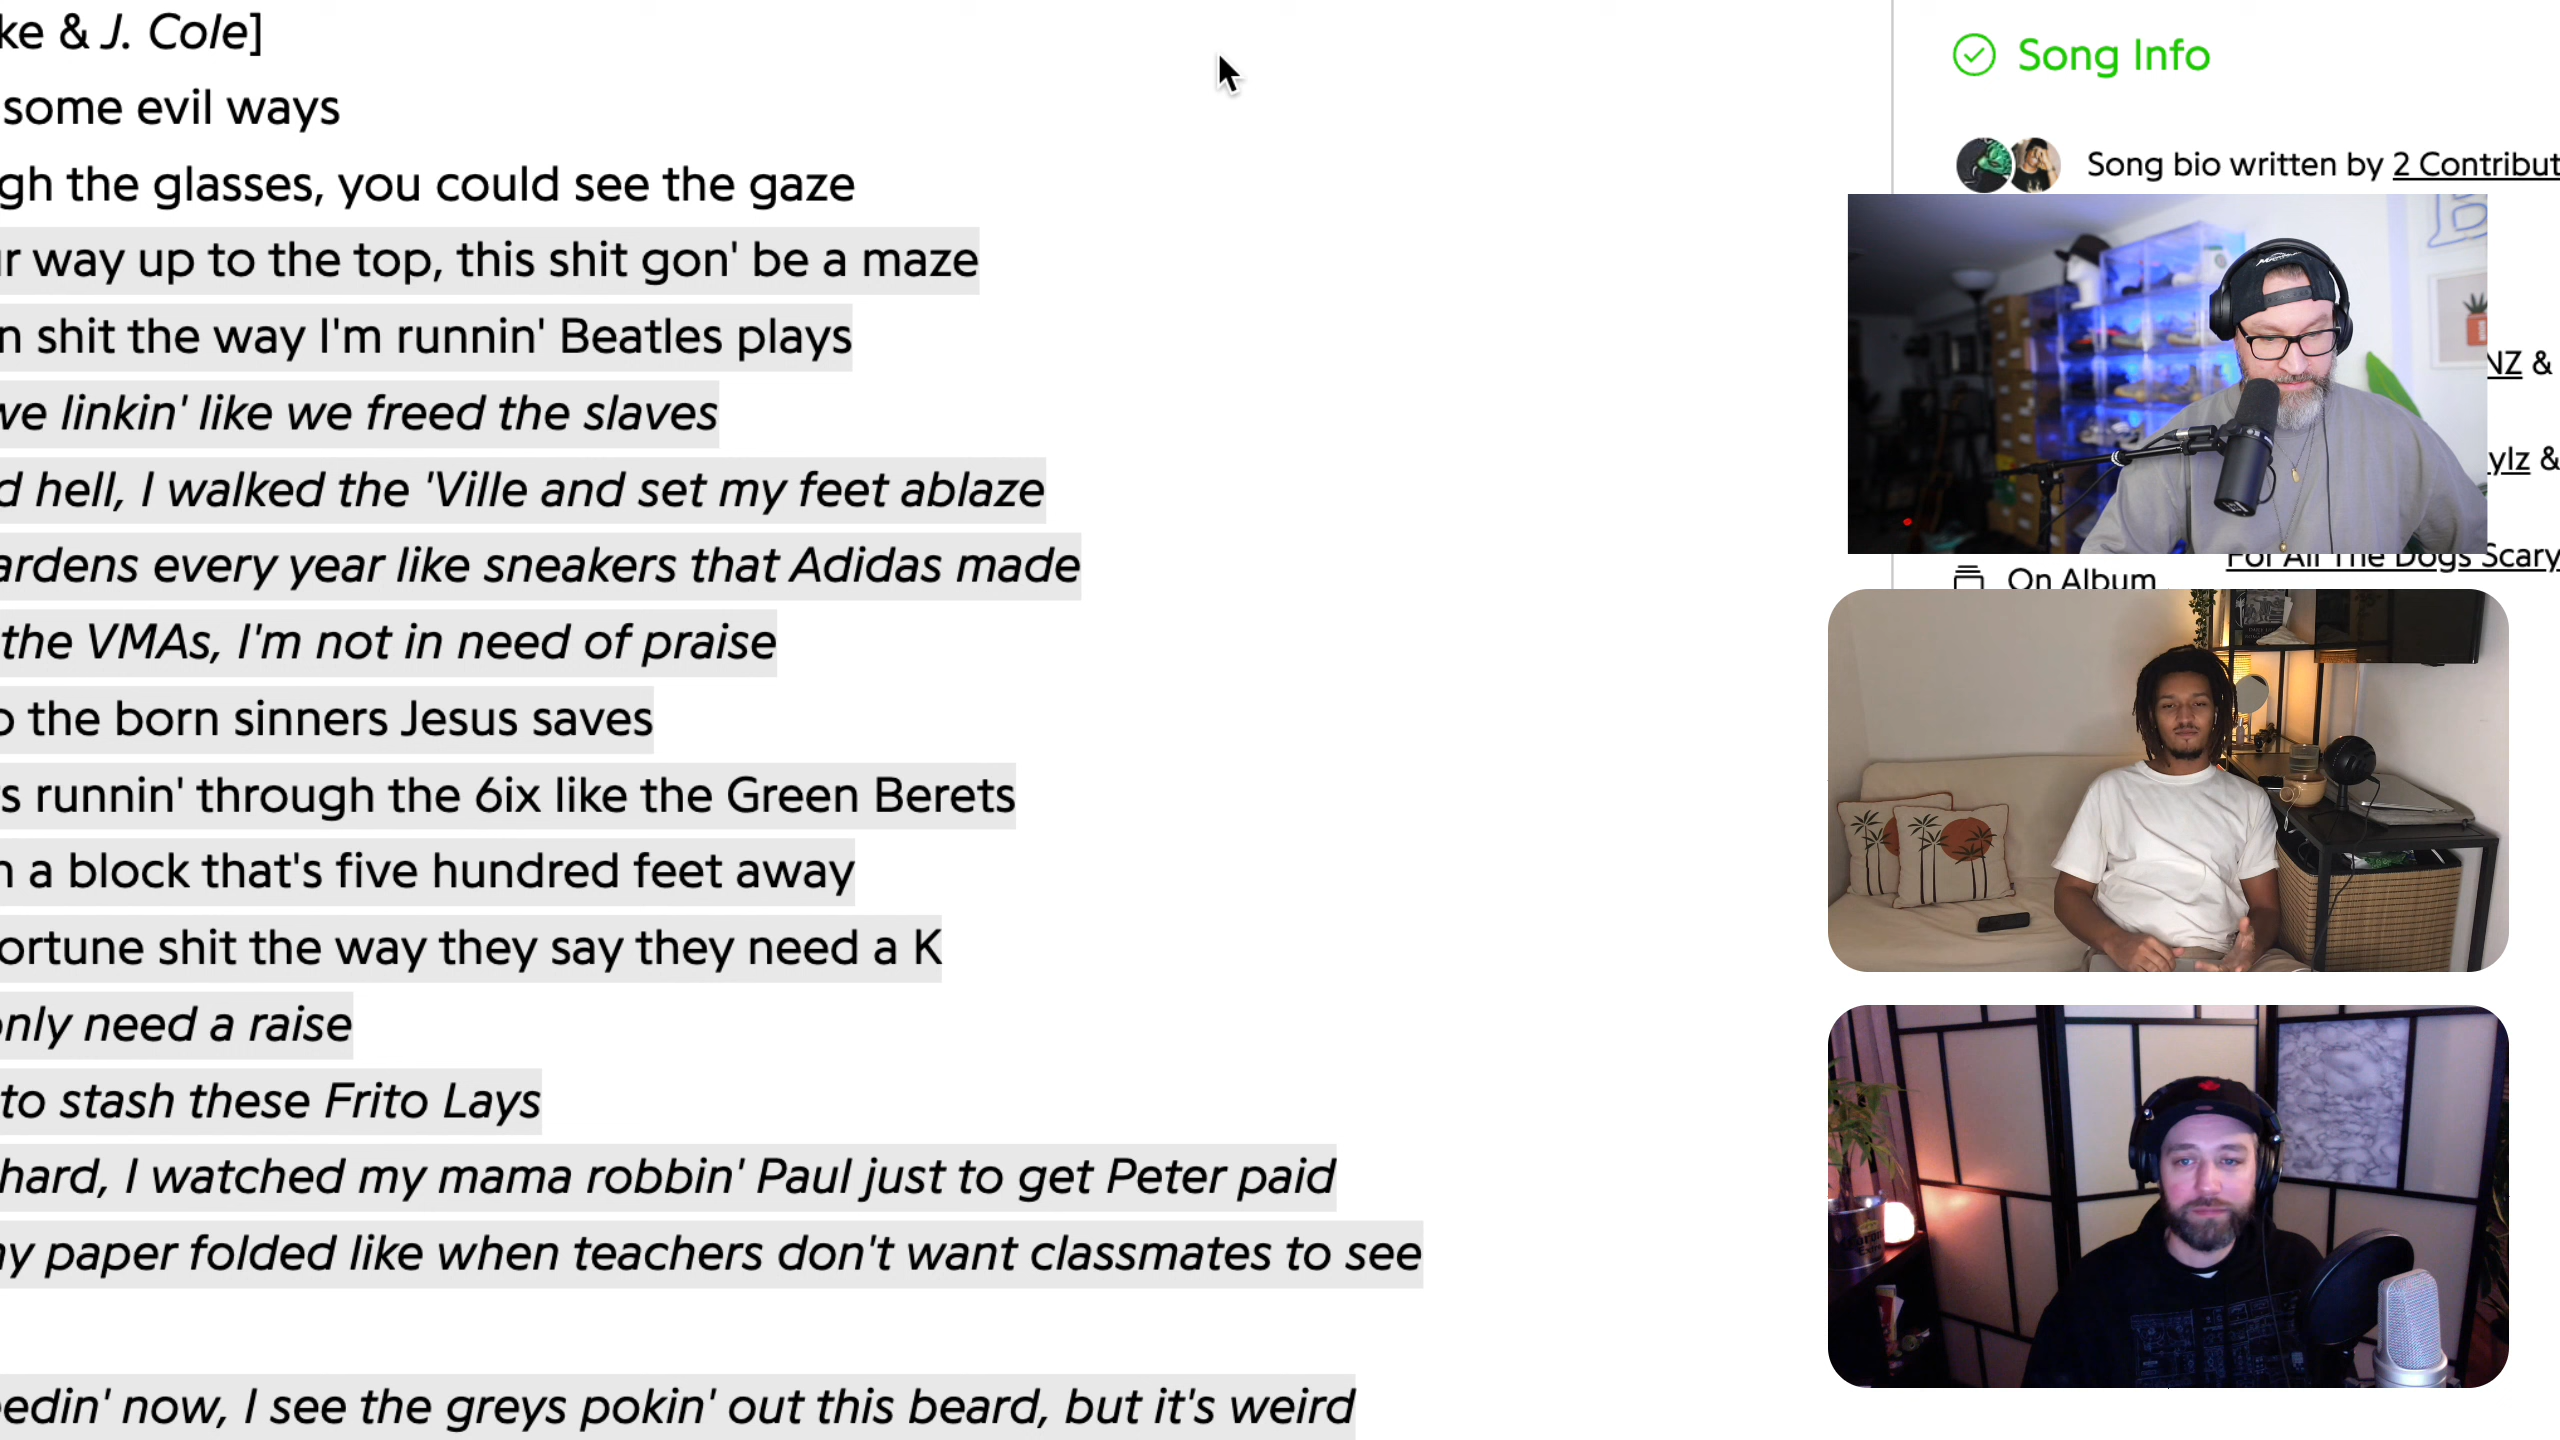 ke & J. Cole]
some evil ways
gh the glasses, you could see the gaze
ur way up to the top, this shit gon' be a maze
n shit the way I'm runnin' Beatles plays
we linkin' like we freed the slaves
d hell, I walked the 'Ville and set my feet ablaze
ardens every year like sneakers that Adidas made
the VMAs, I'm not in need of praise
o the born sinners Jesus saves
s runnin' through the 6ix like the Green Berets
n a block that's five hundred feet away
ortune shit the way they say they need a K
only need a raise
to stash these Frito Lays
hard, I watched my mama robbin' Paul just to get Peter paid
ay paper folded like when teachers don't want classmates to see
edin' now, I see the greys pokin' out this beard, but it's weird
Song Info
Song bio written by 2 Contribut
NZ &
ylz &
For All The Dogs Scary
On Album